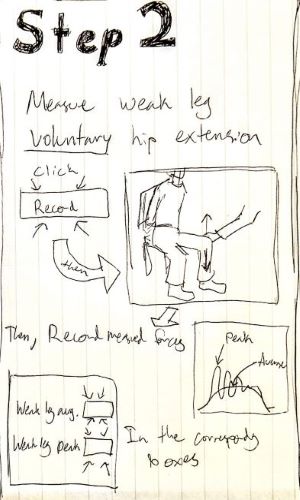 Step 2
Measure weak leg
voluntary hip extension
click
Record
then
Then, Record measured forces
peak
Average
Weak leg avg.
Weak leg peak
In the
boxes